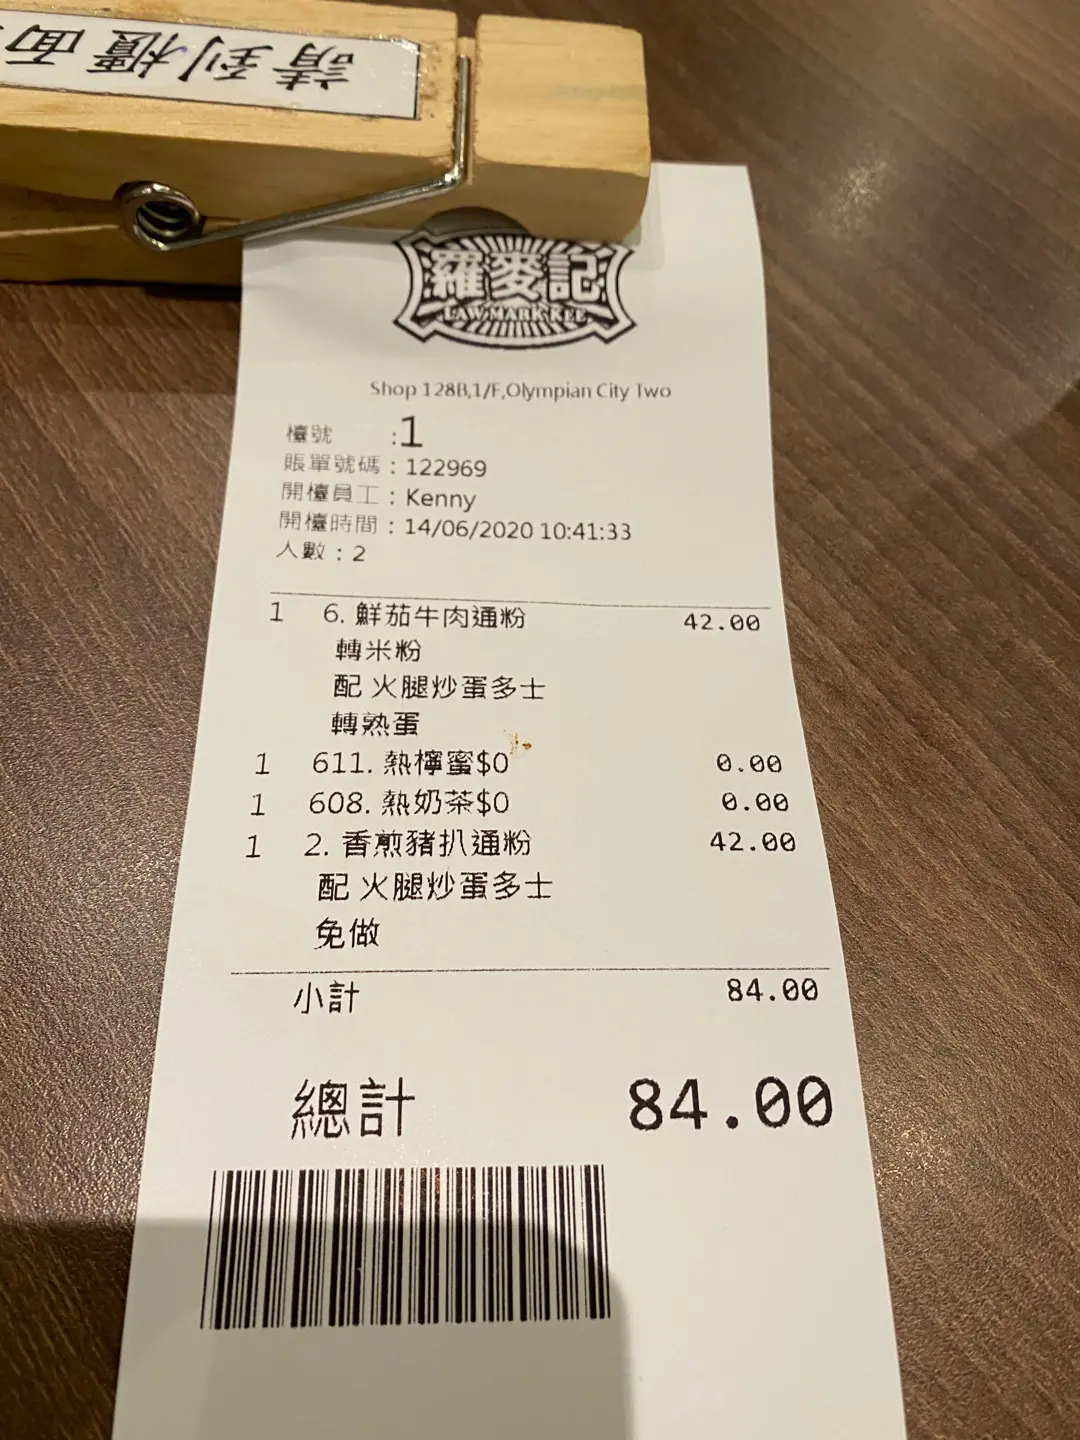 請到櫃面
羅麥記
LAW MARK KEE
Shop 128B,1/F,Olympian City Two
檯號 :1
賬單號碼 : 122969
開檯員工 : Kenny
開檯時間 : 14/06/2020 10:41:33
人數 : 2
1 6. 鮮茄牛肉通粉 42.00
轉米粉
配 火腿炒蛋多士
轉熟蛋
1 611. 熱檸蜜$0 0.00
1 608. 熱奶茶$0 0.00
1 2. 香煎豬扒通粉 42.00
配 火腿炒蛋多士
免做
小計 84.00
總計 84.00